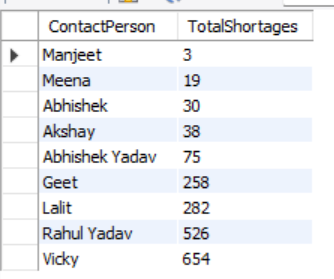 ContactPerson TotalShortages
Manjeet 3
Meena 19
Abhishek 30
Akshay 38
Abhishek Yadav 75
Geet 258
Lalit 282
Rahul Yadav 526
Vicky 654